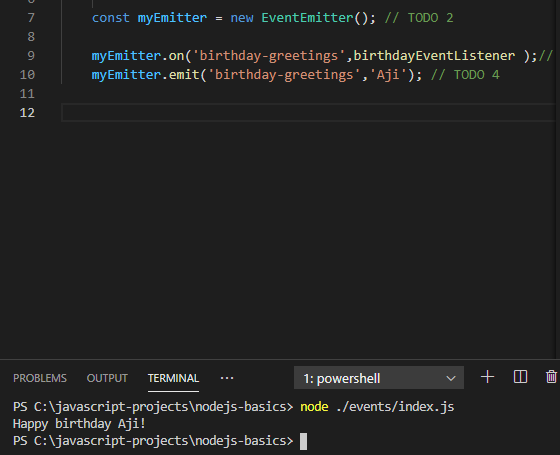 7 const myEmitter = new EventEmitter(); // TODO 2
8
9 myEmitter.on('birthday-greetings',birthdayEventListener );//
10 myEmitter.emit('birthday-greetings','Aji'); // TODO 4
11
12
PROBLEMS OUTPUT TERMINAL ··· 1: powershell
PS C:\javascript-projects\nodejs-basics> node ./events/index.js
Happy birthday Aji!
PS C:\javascript-projects\nodejs-basics>